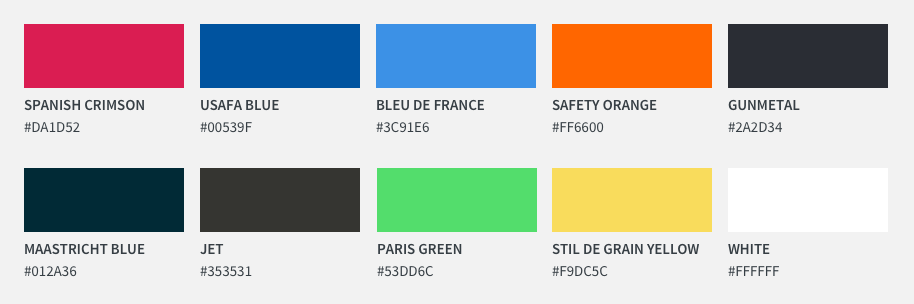 SPANISH CRIMSON
#DA1D52
USAFA BLUE
#00539F
BLEU DE FRANCE
#3C91E6
SAFETY ORANGE
#FF6600
GUNMETAL
#2A2D34
MAASTRICHT BLUE
#012A36
JET
#353531
PARIS GREEN
#53DD6C
STIL DE GRAIN YELLOW
#F9DC5C
WHITE
#FFFFFF